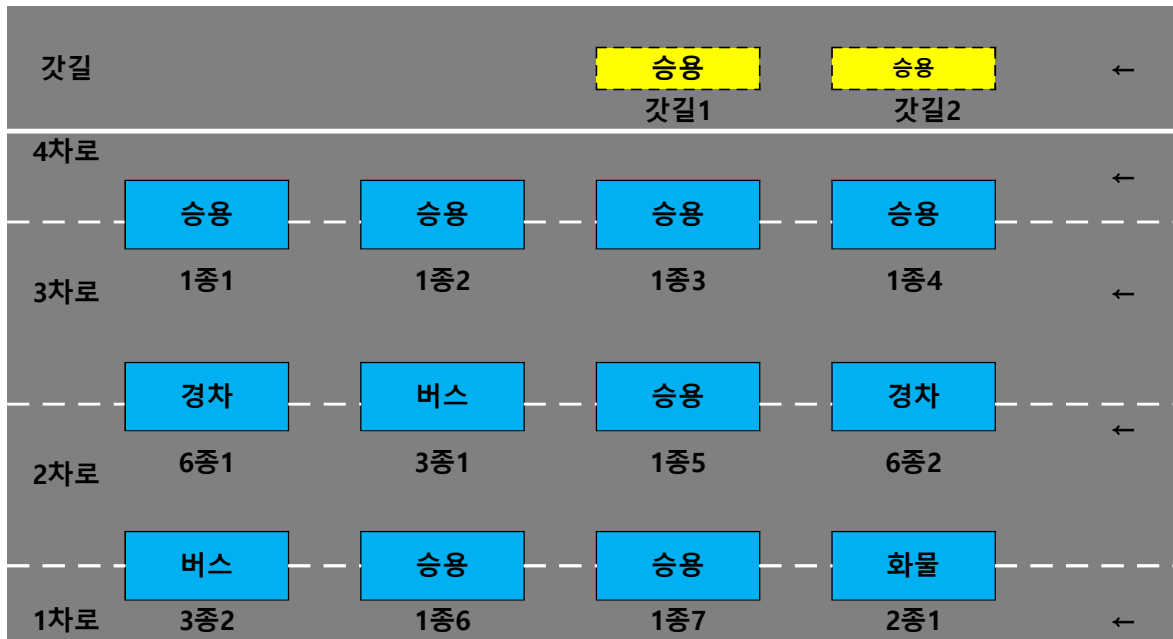 갓길 승용 승용 ←
갓길1 갓길2
4차로 ←
승용 승용 승용 승용
1종1 1종2 1종3 1종4
3차로 ←
경차 버스 승용 경차
←
6종1 3종1 1종5 6종2
2차로
버스 승용 승용 화물
1차로 3종2 1종6 1종7 2종1 ←